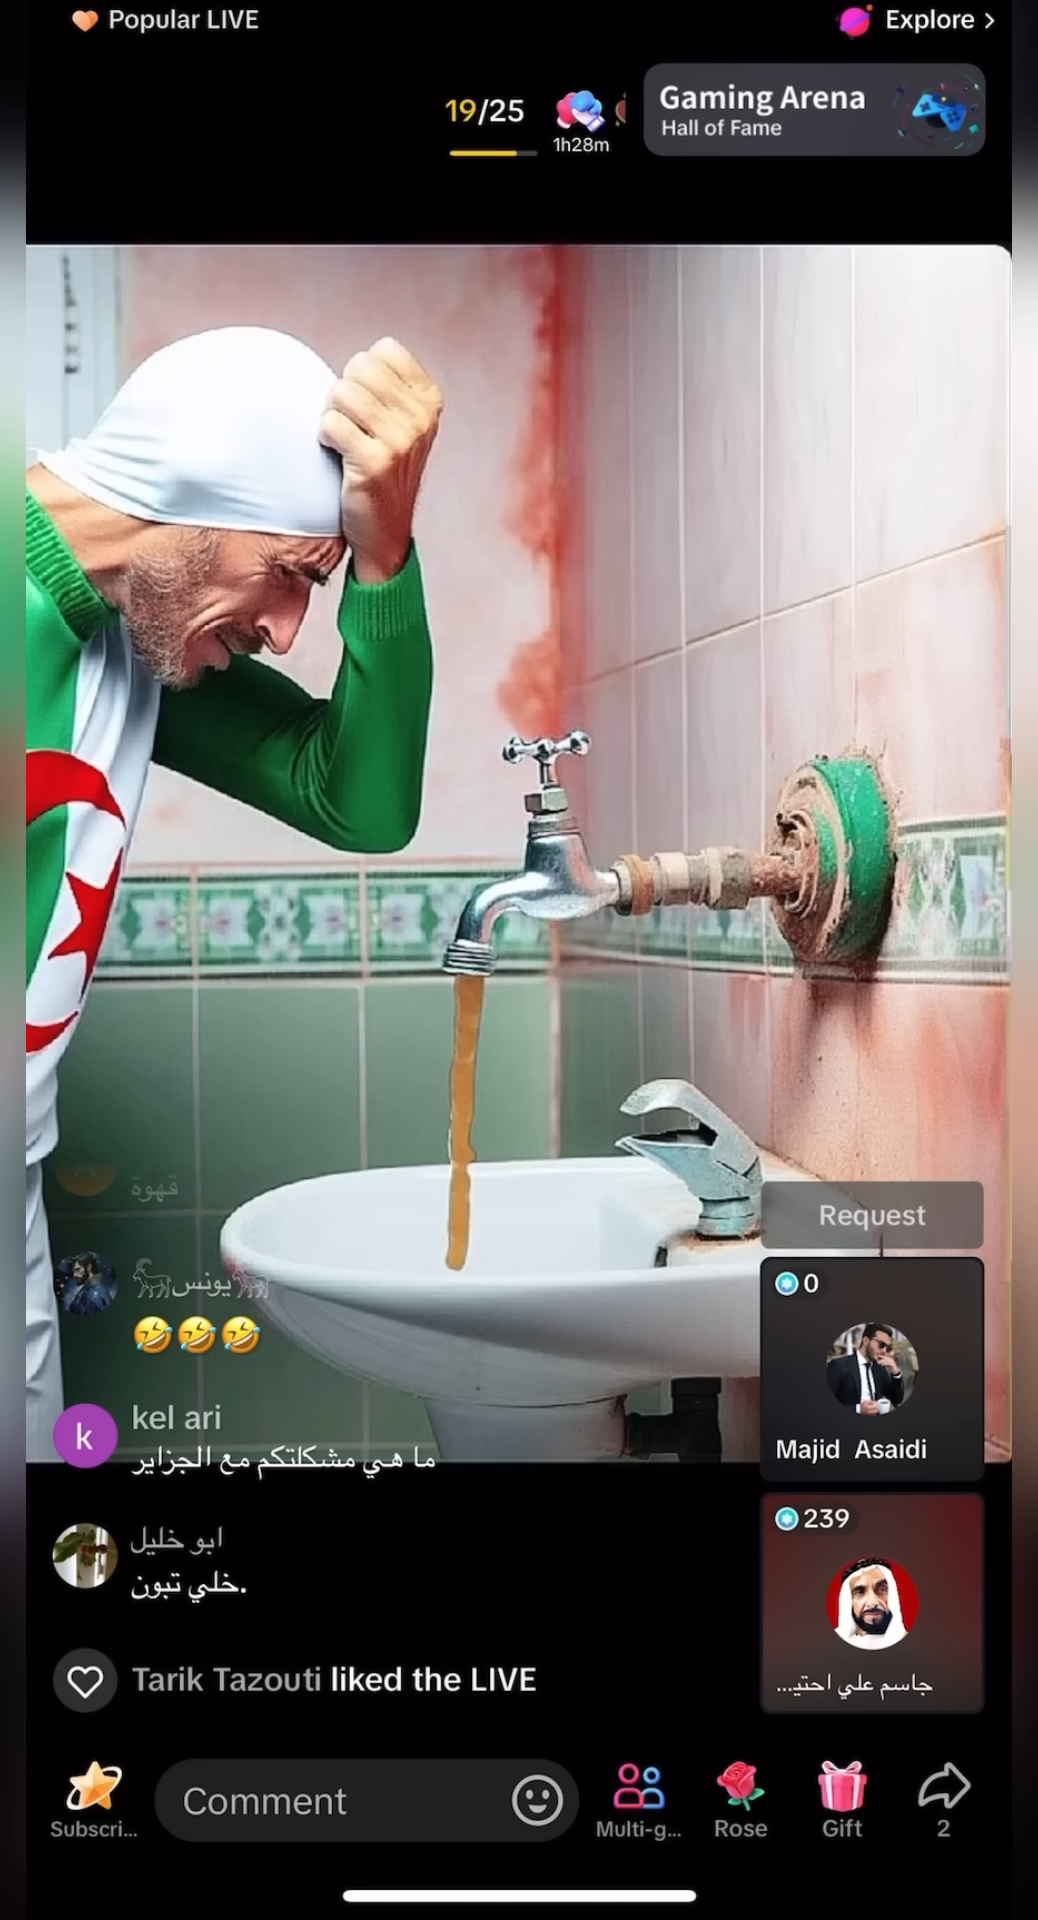 Popular LIVE
Explore >
19/25
1h28m
Gaming Arena
Hall of Fame
قهوة
Request
🐐يونس🐐
🤣🤣🤣
0
kel ari
ما هي مشكلتكم مع الجزاير
Majid Asaidi
ابو خليل
خلي تبون.
239
جاسم علي احتيـ...
Tarik Tazouti liked the LIVE
Comment
Subscri...
Multi-g...
Rose
Gift
2